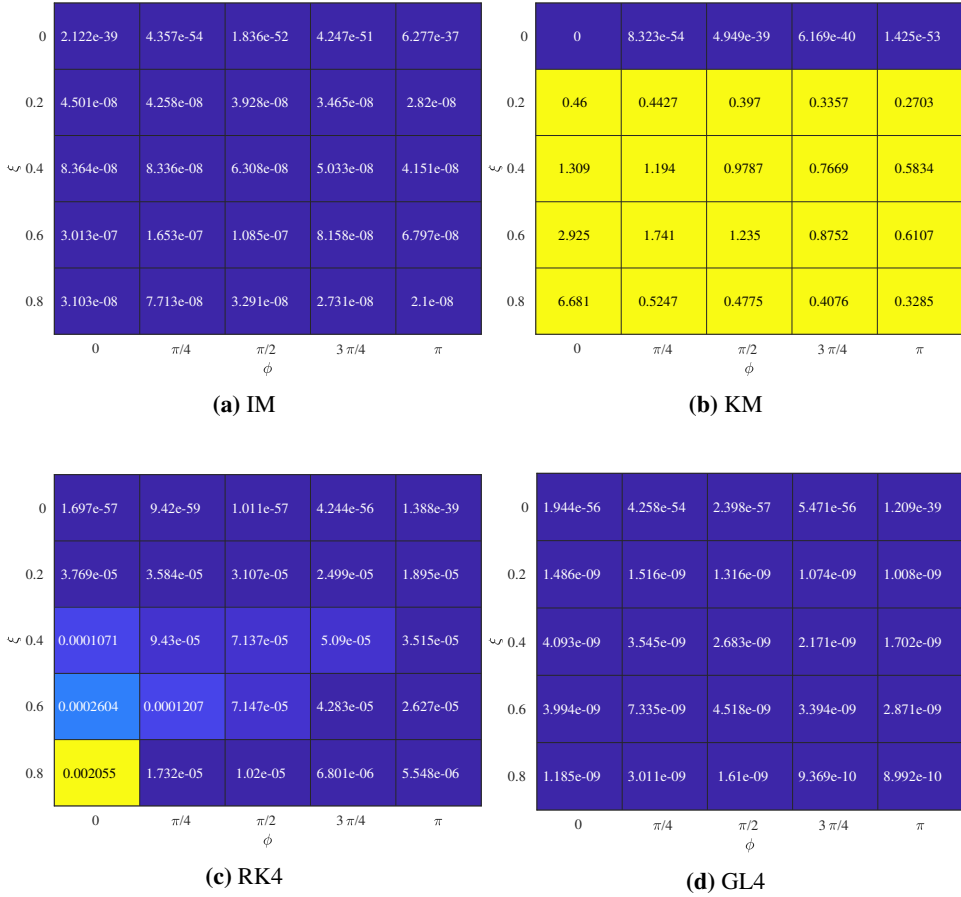 0 2.122e-39 4.357e-54 1.836e-52 4.247e-51 6.277e-37
0.2 4.501e-08 4.258e-08 3.928e-08 3.465e-08 2.82e-08
ξ 0.4 8.364e-08 8.336e-08 6.308e-08 5.033e-08 4.151e-08
0.6 3.013e-07 1.653e-07 1.085e-07 8.158e-08 6.797e-08
0.8 3.103e-08 7.713e-08 3.291e-08 2.731e-08 2.1e-08
0 π/4 π/2 3 π/4 π
ϕ
(a) IM
0 0 8.323e-54 4.949e-39 6.169e-40 1.425e-53
0.2 0.46 0.4427 0.397 0.3357 0.2703
ξ 0.4 1.309 1.194 0.9787 0.7669 0.5834
0.6 2.925 1.741 1.235 0.8752 0.6107
0.8 6.681 0.5247 0.4775 0.4076 0.3285
0 π/4 π/2 3 π/4 π
ϕ
(b) KM
0 1.697e-57 9.42e-59 1.011e-57 4.244e-56 1.388e-39
0.2 3.769e-05 3.584e-05 3.107e-05 2.499e-05 1.895e-05
ξ 0.4 0.0001071 9.43e-05 7.137e-05 5.09e-05 3.515e-05
0.6 0.0002604 0.0001207 7.147e-05 4.283e-05 2.627e-05
0.8 0.002055 1.732e-05 1.02e-05 6.801e-06 5.548e-06
0 π/4 π/2 3 π/4 π
ϕ
(c) RK4
0 1.944e-56 4.258e-54 2.398e-57 5.471e-56 1.209e-39
0.2 1.486e-09 1.516e-09 1.316e-09 1.074e-09 1.008e-09
ξ 0.4 4.093e-09 3.545e-09 2.683e-09 2.171e-09 1.702e-09
0.6 3.994e-09 7.335e-09 4.518e-09 3.394e-09 2.871e-09
0.8 1.185e-09 3.011e-09 1.61e-09 9.369e-10 8.992e-10
0 π/4 π/2 3 π/4 π
ϕ
(d) GL4